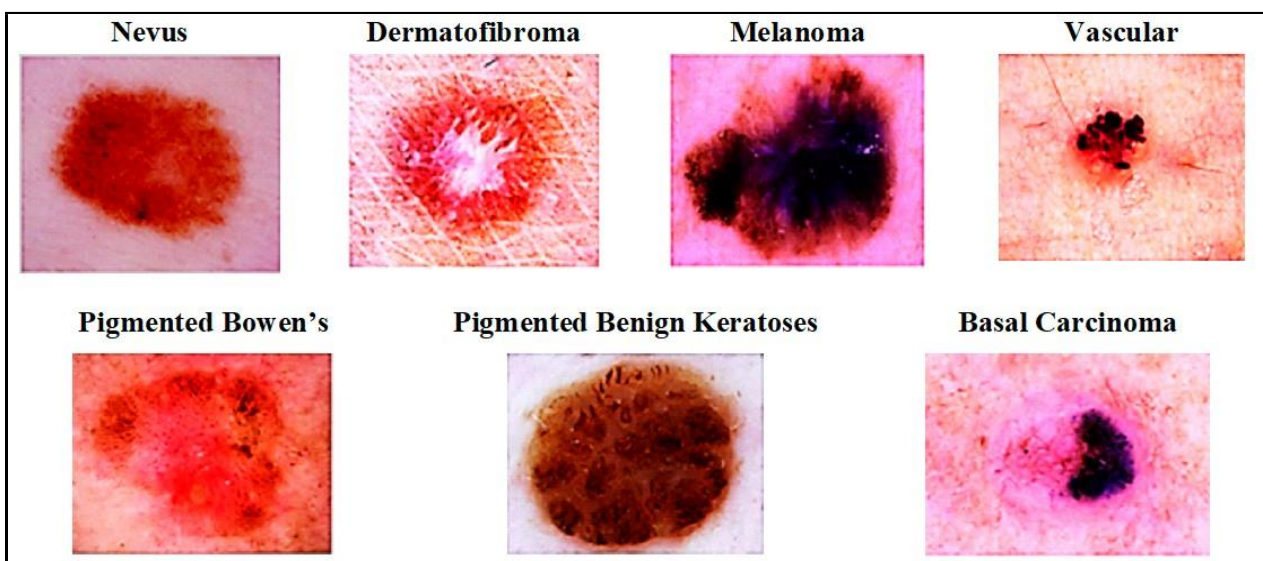 Nevus
Dermatofibroma
Melanoma
Vascular
Pigmented Bowen’s
Pigmented Benign Keratoses
Basal Carcinoma